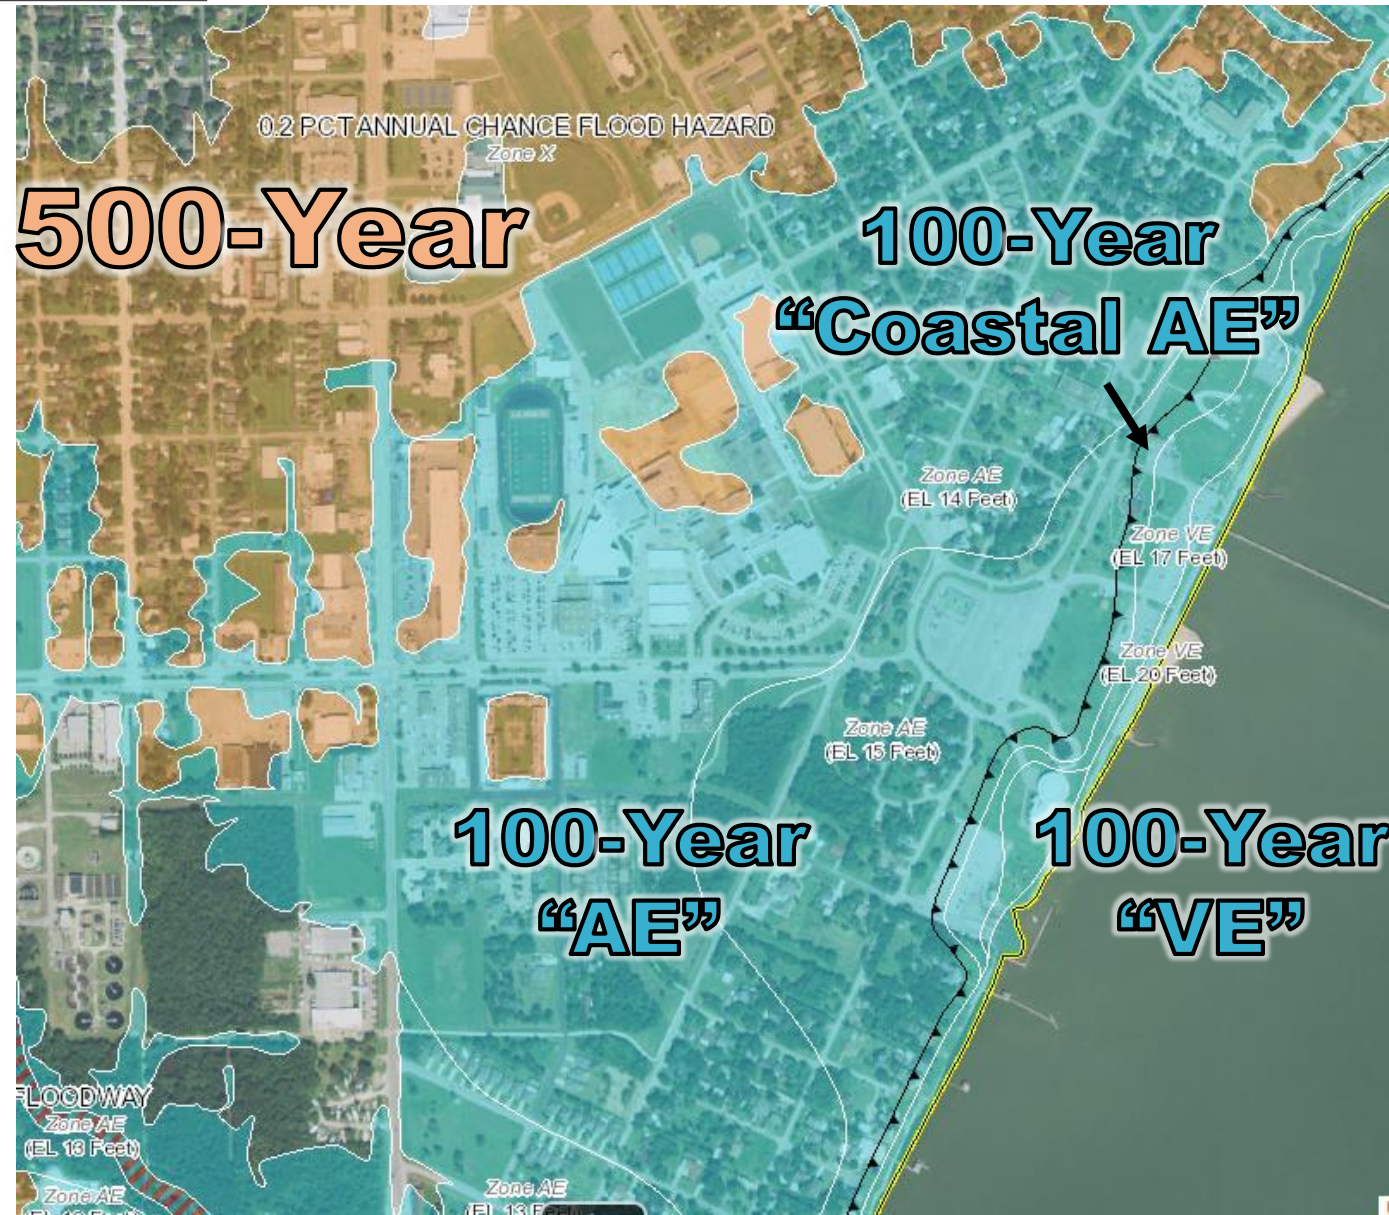 0.2 PCT ANNUAL CHANCE FLOOD HAZARD
Zone X
500-Year
100-Year
“Coastal AE”
Zone AE
(EL 14 Feet)
Zone VE
(EL 17 Feet)
Zone VE
(EL 20 Feet)
Zone AE
(EL 15 Feet)
100-Year
“AE”
100-Year
“VE”
FLOODWAY
Zone AE
(EL 13 Feet)
Zone AE
Zone AE
(EL 13